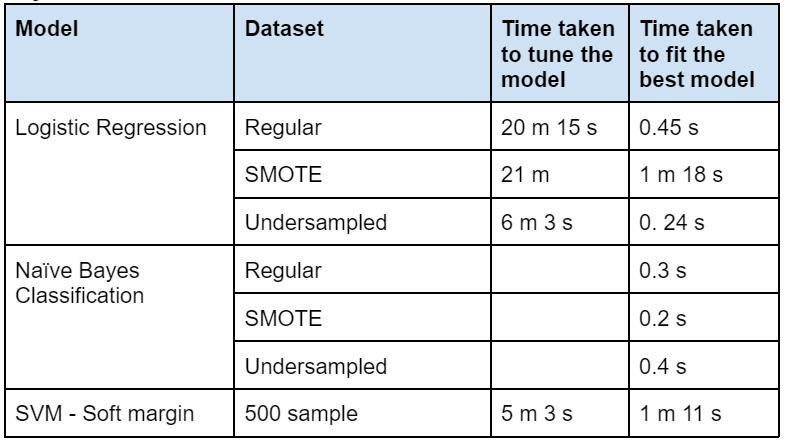 Model Dataset Time taken to tune the model Time taken to fit the best model
Logistic Regression Regular 20 m 15 s 0.45 s
SMOTE 21 m 1 m 18 s
Undersampled 6 m 3 s 0. 24 s
Naïve Bayes Classification Regular 0.3 s
SMOTE 0.2 s
Undersampled 0.4 s
SVM - Soft margin 500 sample 5 m 3 s 1 m 11 s